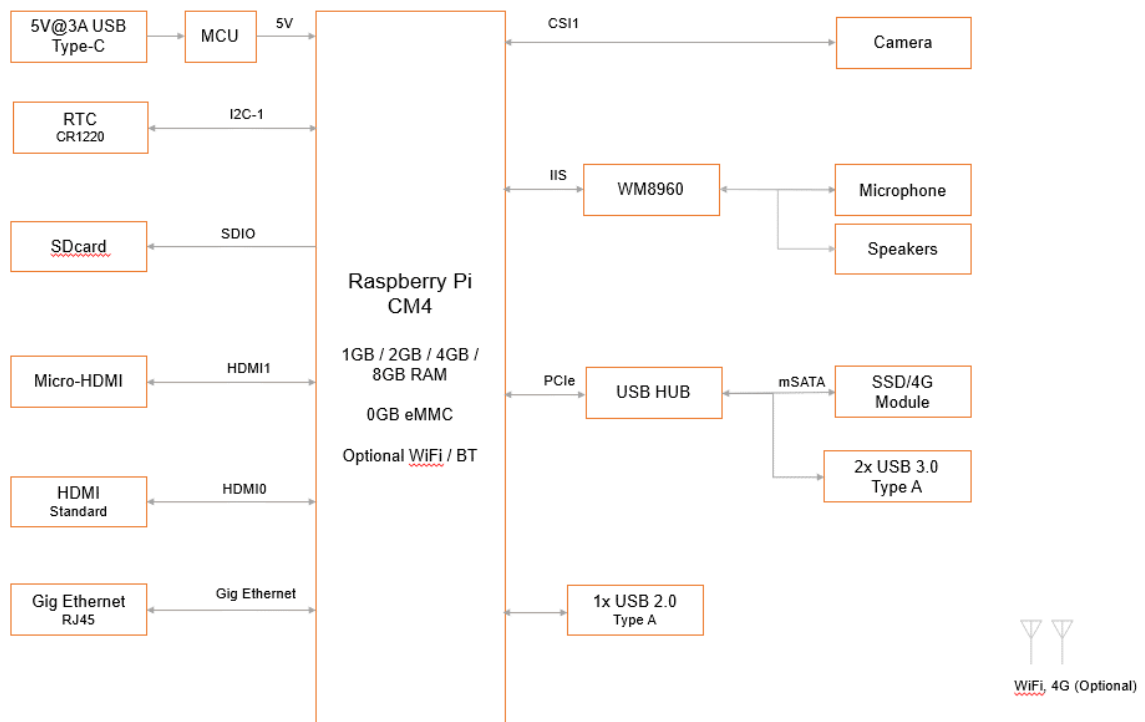 5V@3A USB
Type-C
MCU
5V
RTC
CR1220
I2C-1
SDcard
SDIO
Micro-HDMI
HDMI1
HDMI
Standard
HDMI0
Gig Ethernet
RJ45
Gig Ethernet
Raspberry Pi
CM4
1GB / 2GB / 4GB /
8GB RAM
0GB eMMC
Optional WiFi / BT
CSI1
Camera
IIS
WM8960
Microphone
Speakers
PCIe
USB HUB
mSATA
SSD/4G
Module
2x USB 3.0
Type A
1x USB 2.0
Type A
WiFi, 4G (Optional)